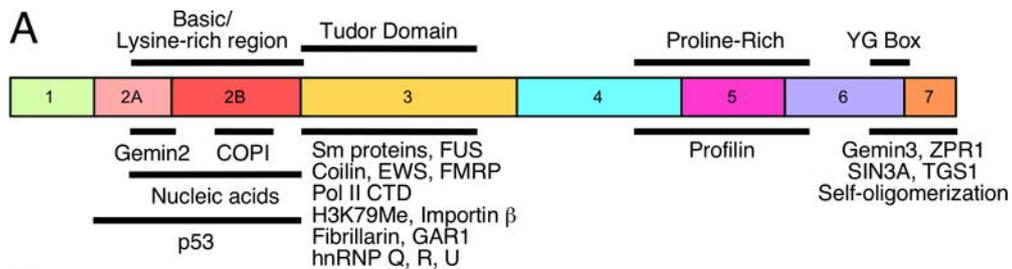 A
Basic/
Lysine-rich region
Tudor Domain
Proline-Rich
YG Box
1
2A
2B
3
4
5
6
7
Gemin2
COPI
Nucleic acids
p53
Sm proteins, FUS
Coilin, EWS, FMRP
Pol II CTD
H3K79Me, Importin β
Fibrillarin, GAR1
hnRNP Q, R, U
Profilin
Gemin3, ZPR1
SIN3A, TGS1
Self-oligomerization